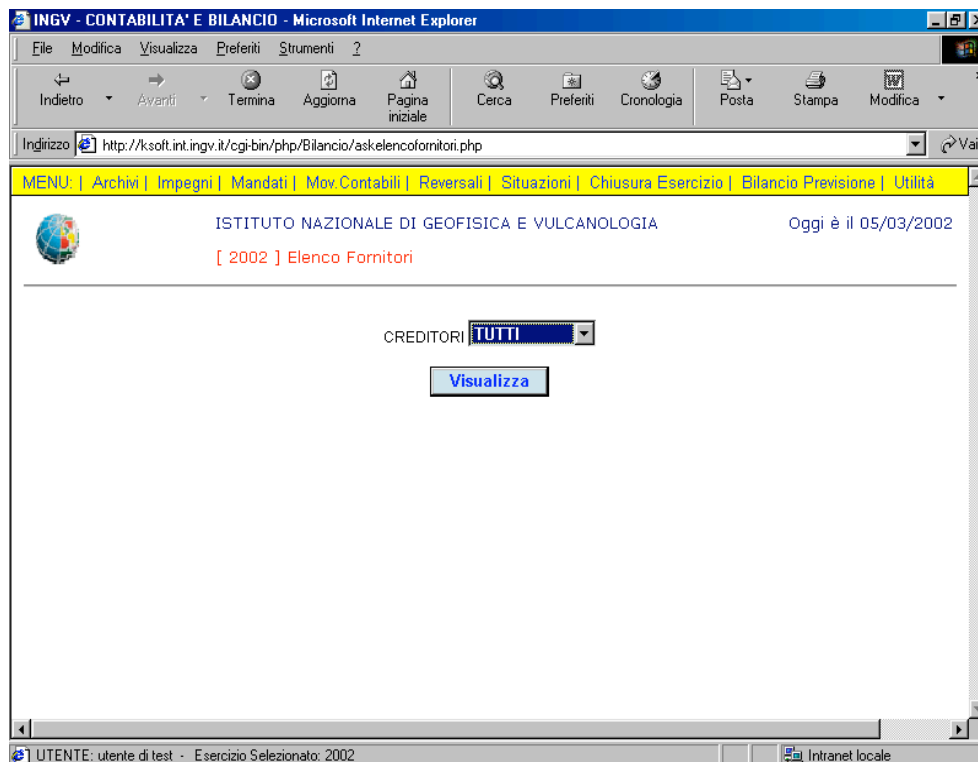 INGV - CONTABILITA' E BILANCIO - Microsoft Internet Explorer
File Modifica Visualizza Preferiti Strumenti ?
Indietro Avanti Termina Aggiorna Pagina iniziale Cerca Preferiti Cronologia Posta Stampa Modifica
Indirizzo http://ksoft.int.ingv.it/cgi-bin/php/Bilancio/askelencofornitori.php Vai
MENU: | Archivi | Impegni | Mandati | Mov.Contabili | Reversali | Situazioni | Chiusura Esercizio | Bilancio Previsione | Utilità
ISTITUTO NAZIONALE DI GEOFISICA E VULCANOLOGIA Oggi è il 05/03/2002
[ 2002 ] Elenco Fornitori
CREDITORI TUTTI
Visualizza
UTENTE: utente di test - Esercizio Selezionato: 2002 Intranet locale